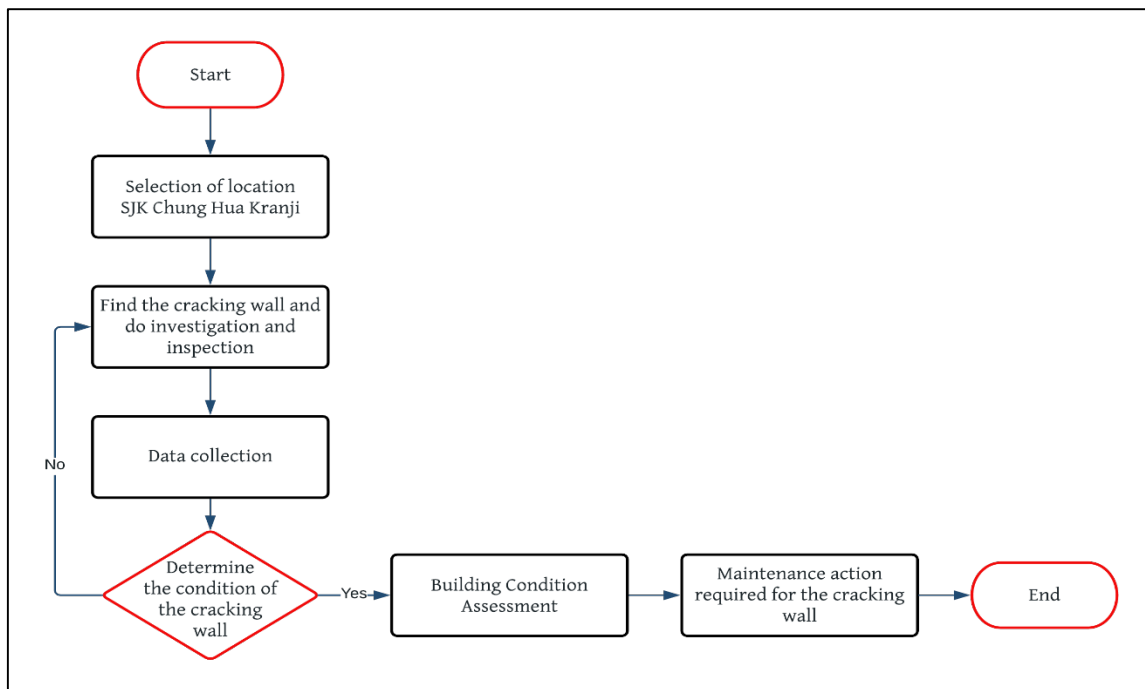 Start
Selection of location
SJK Chung Hua Kranji
Find the cracking wall and
do investigation and
inspection
Data collection
No
Determine
the condition of
the cracking
wall
Yes
Building Condition
Assessment
Maintenance action
required for the cracking
wall
End